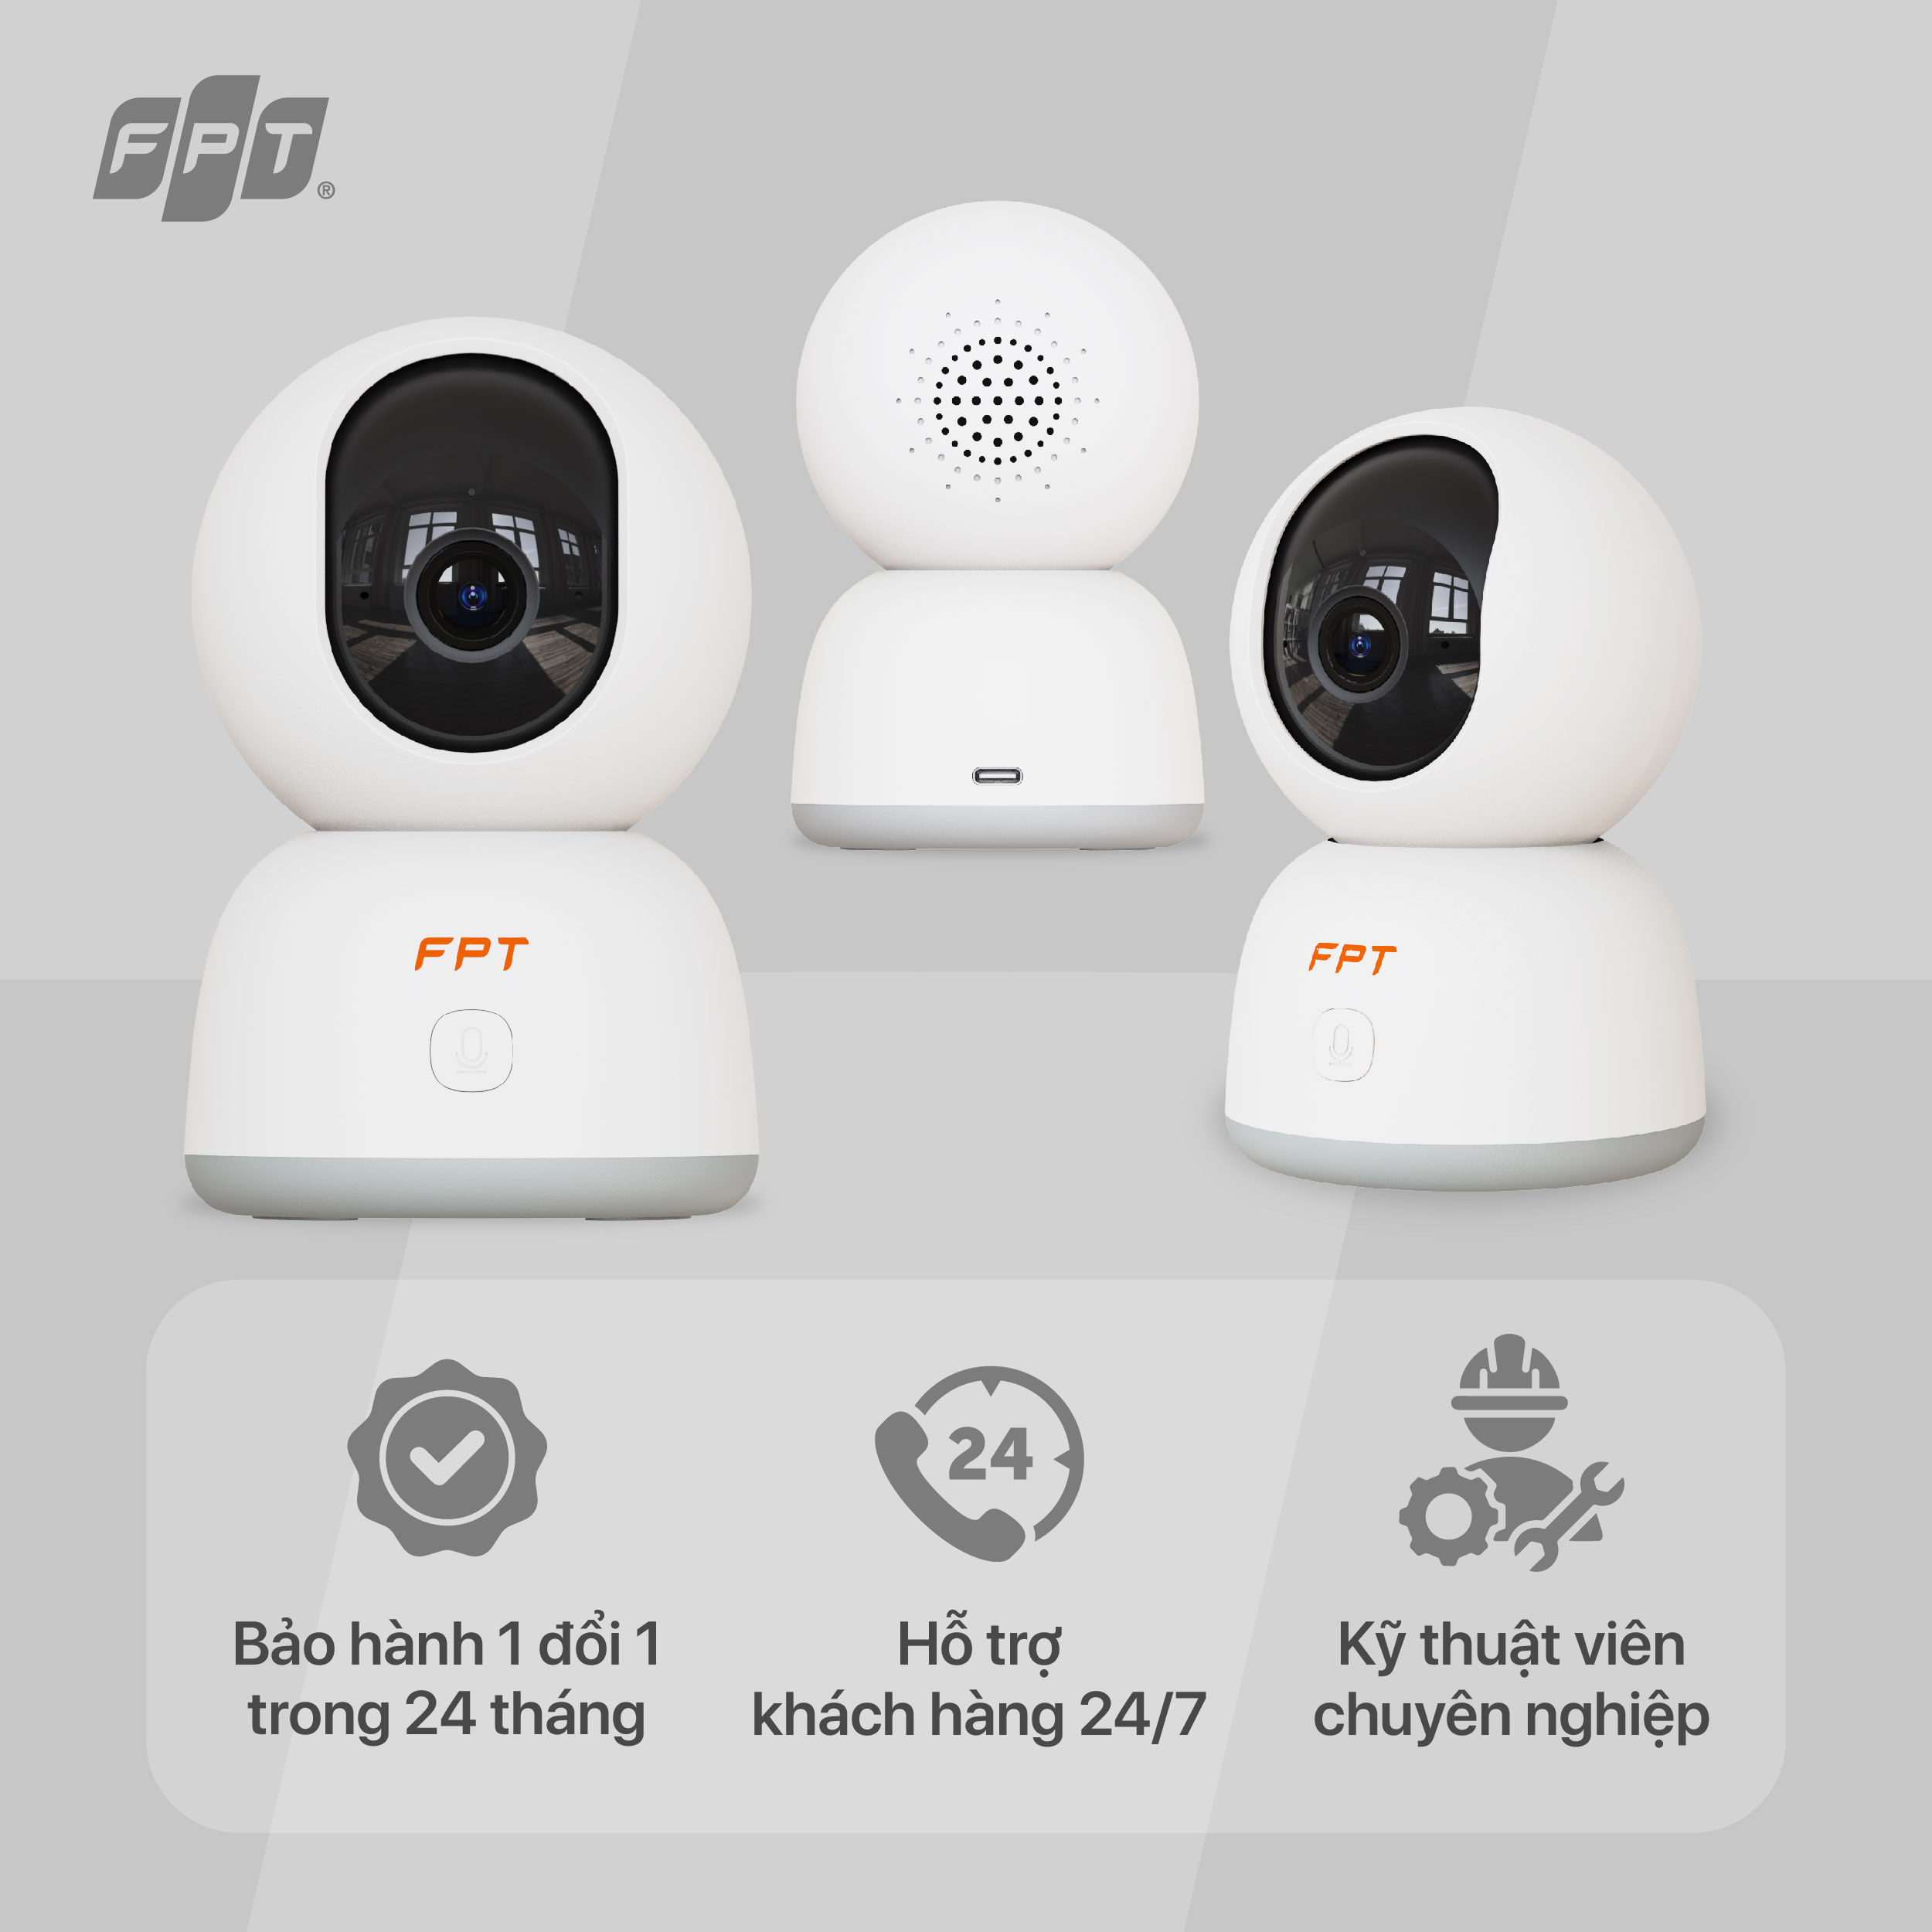 FPT®
FPT
FPT
24
Bảo hành 1 đổi 1
trong 24 tháng
Hỗ trợ
khách hàng 24/7
Kỹ thuật viên
chuyên nghiệp